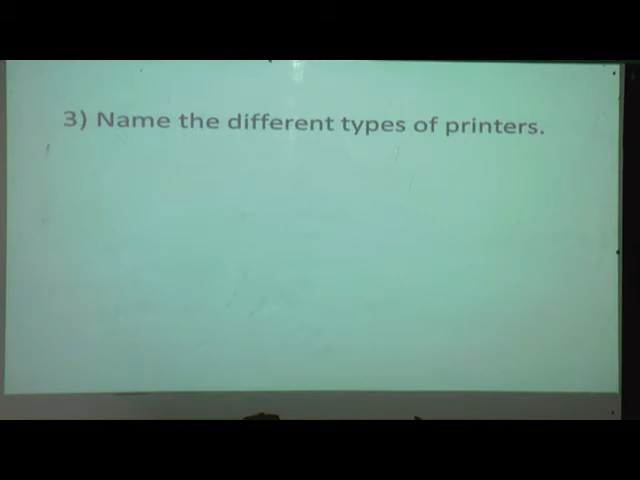 3) Name the different types of printers.